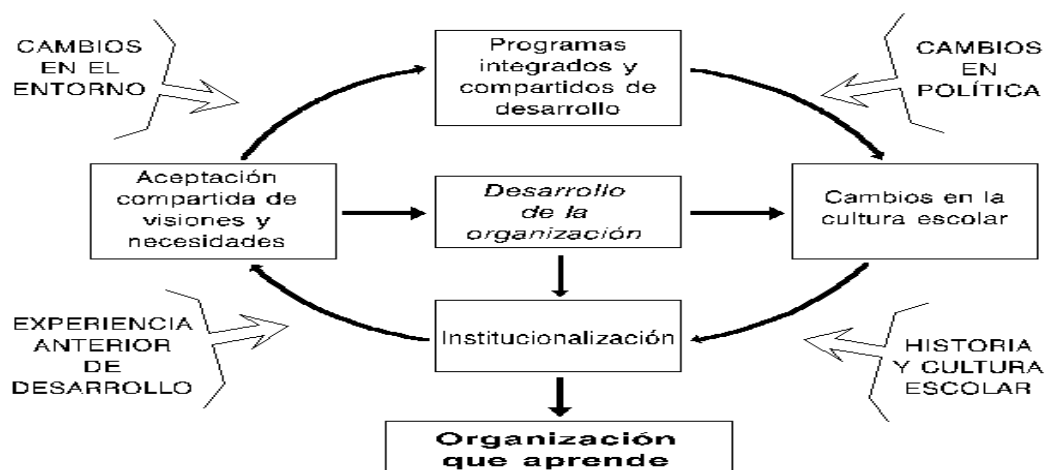 CAMBIOS
EN EL
ENTORNO
Programas
integrados y
compartidos de
desarrollo
CAMBIOS
EN
POLÍTICA
Aceptación
compartida de
visiones y
necesidades
Desarrollo
de la
organización
Cambios en la
cultura escolar
EXPERIENCIA
ANTERIOR
DE
DESARROLLO
Institucionalización
HISTORIA
Y CULTURA
ESCOLAR
Organización
que aprende